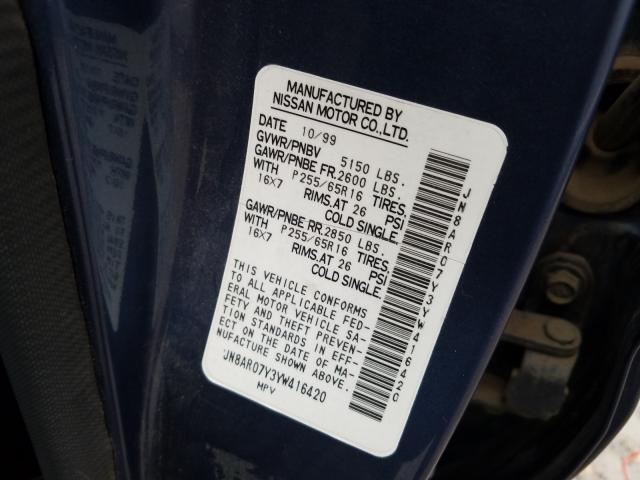 MANUFACTURED BY
NISSAN MOTOR CO., LTD.
DATE 10/99
GVWR/PNBV 5150 LBS.
GAWR/PNBE FR. 2600 LBS.
WITH P255/65R16 TIRES,
16X7 RIMS, AT 26 PSI
COLD SINGLE.
GAWR/PNBE RR. 2850 LBS.
WITH P255/65R16 TIRES,
16X7 RIMS, AT 26 PSI
COLD SINGLE.
THIS VEHICLE CONFORMS
TO ALL APPLICABLE FED-
ERAL MOTOR VEHICLE SA-
FETY AND THEFT PREVEN-
TION STANDARDS IN EFF-
ECT ON THE DATE OF MA-
NUFACTURE SHOWN ABOVE.
JN8AR07Y3YW416420
MPV
JN8AR07Y3YW416420